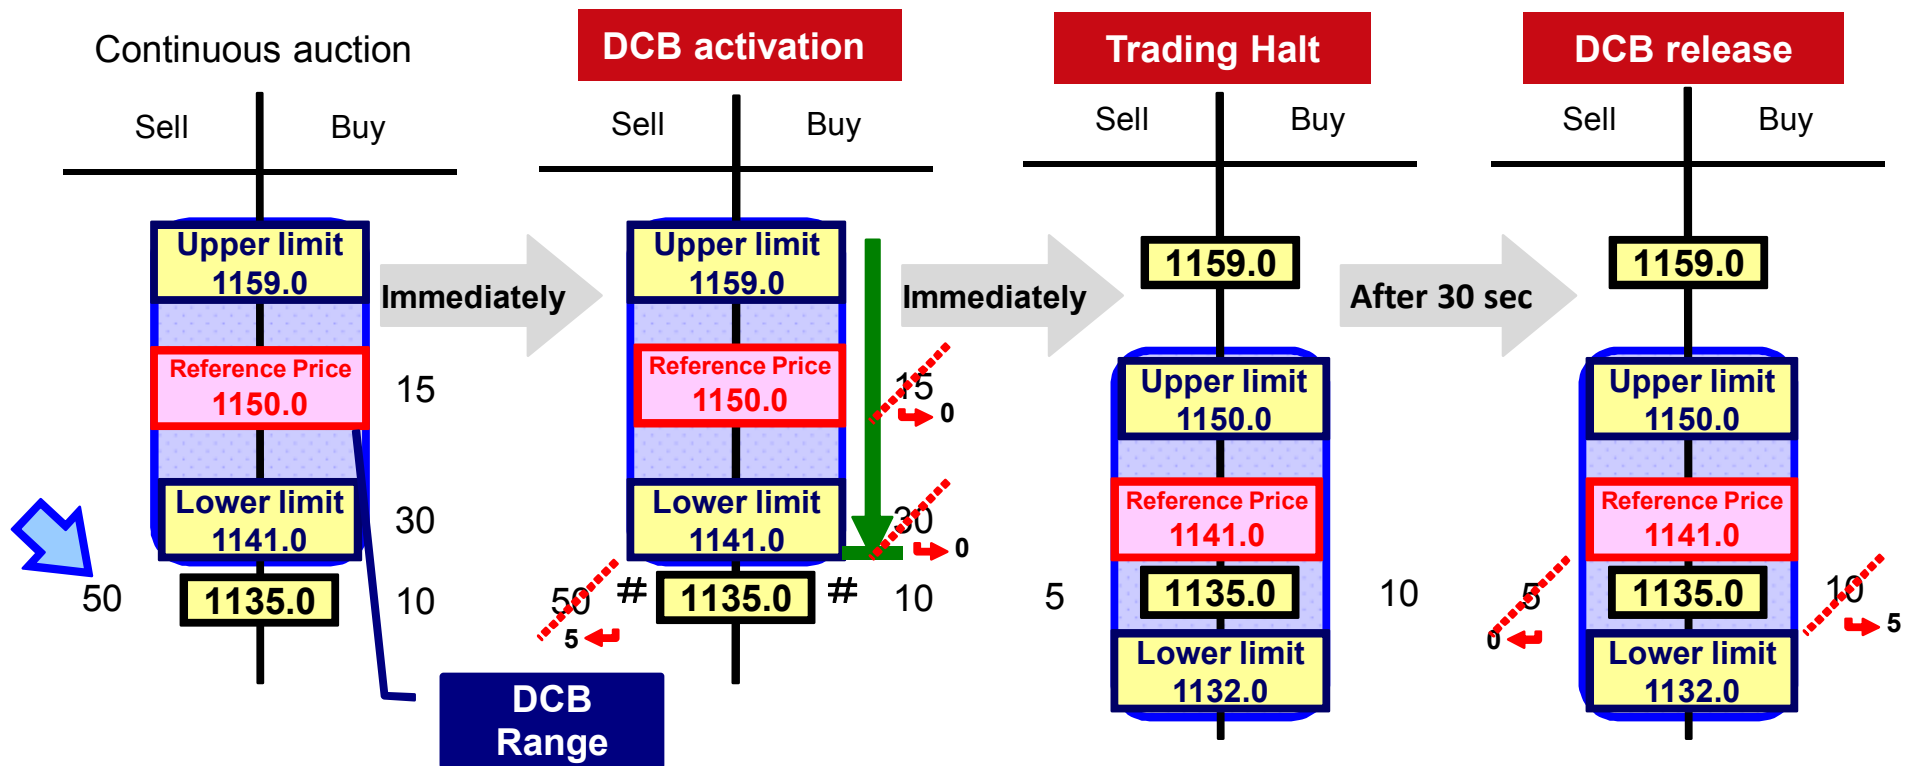 Continuous auction
Sell Buy
Upper limit
1159.0
Reference Price
1150.0
15
Lower limit
1141.0
30
50
1135.0
10
DCB
Range
Immediately
DCB activation
Sell Buy
Upper limit
1159.0
Reference Price
1150.0
15
0
Lower limit
1141.0
30
0
50
5
#
1135.0
#
10
Immediately
Trading Halt
Sell Buy
1159.0
Upper limit
1150.0
Reference Price
1141.0
5
1135.0
10
Lower limit
1132.0
After 30 sec
DCB release
Sell Buy
1159.0
Upper limit
1150.0
Reference Price
1141.0
5
0
1135.0
10
5
Lower limit
1132.0